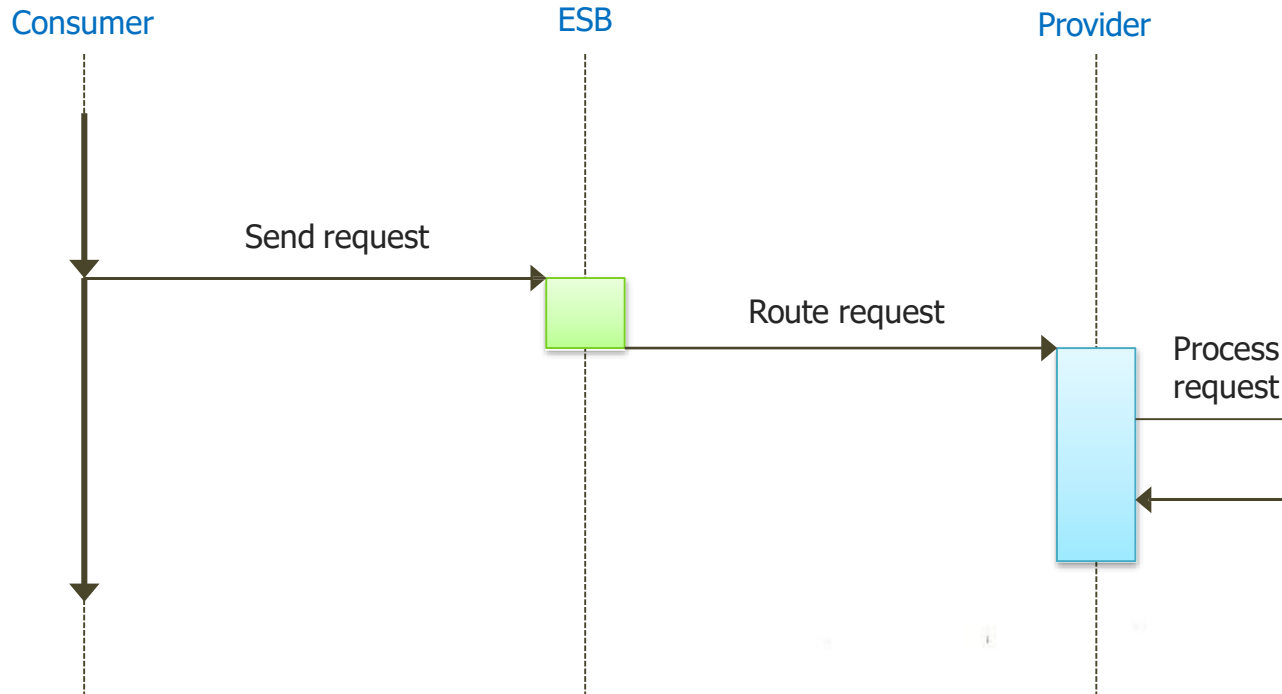 Consumer
ESB
Provider
Send request
Route request
Process
request